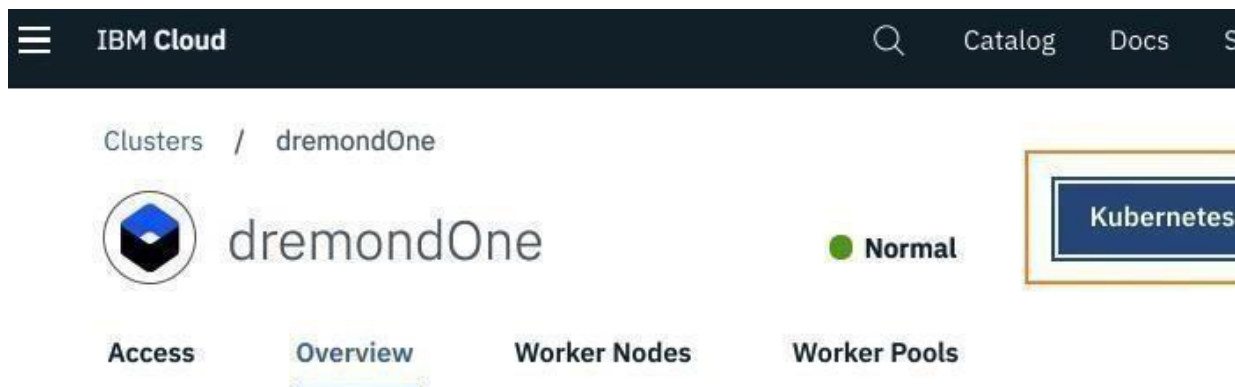 IBM Cloud Catalog Docs S
Clusters / dremondOne
dremondOne Normal Kubernetes
Access Overview Worker Nodes Worker Pools